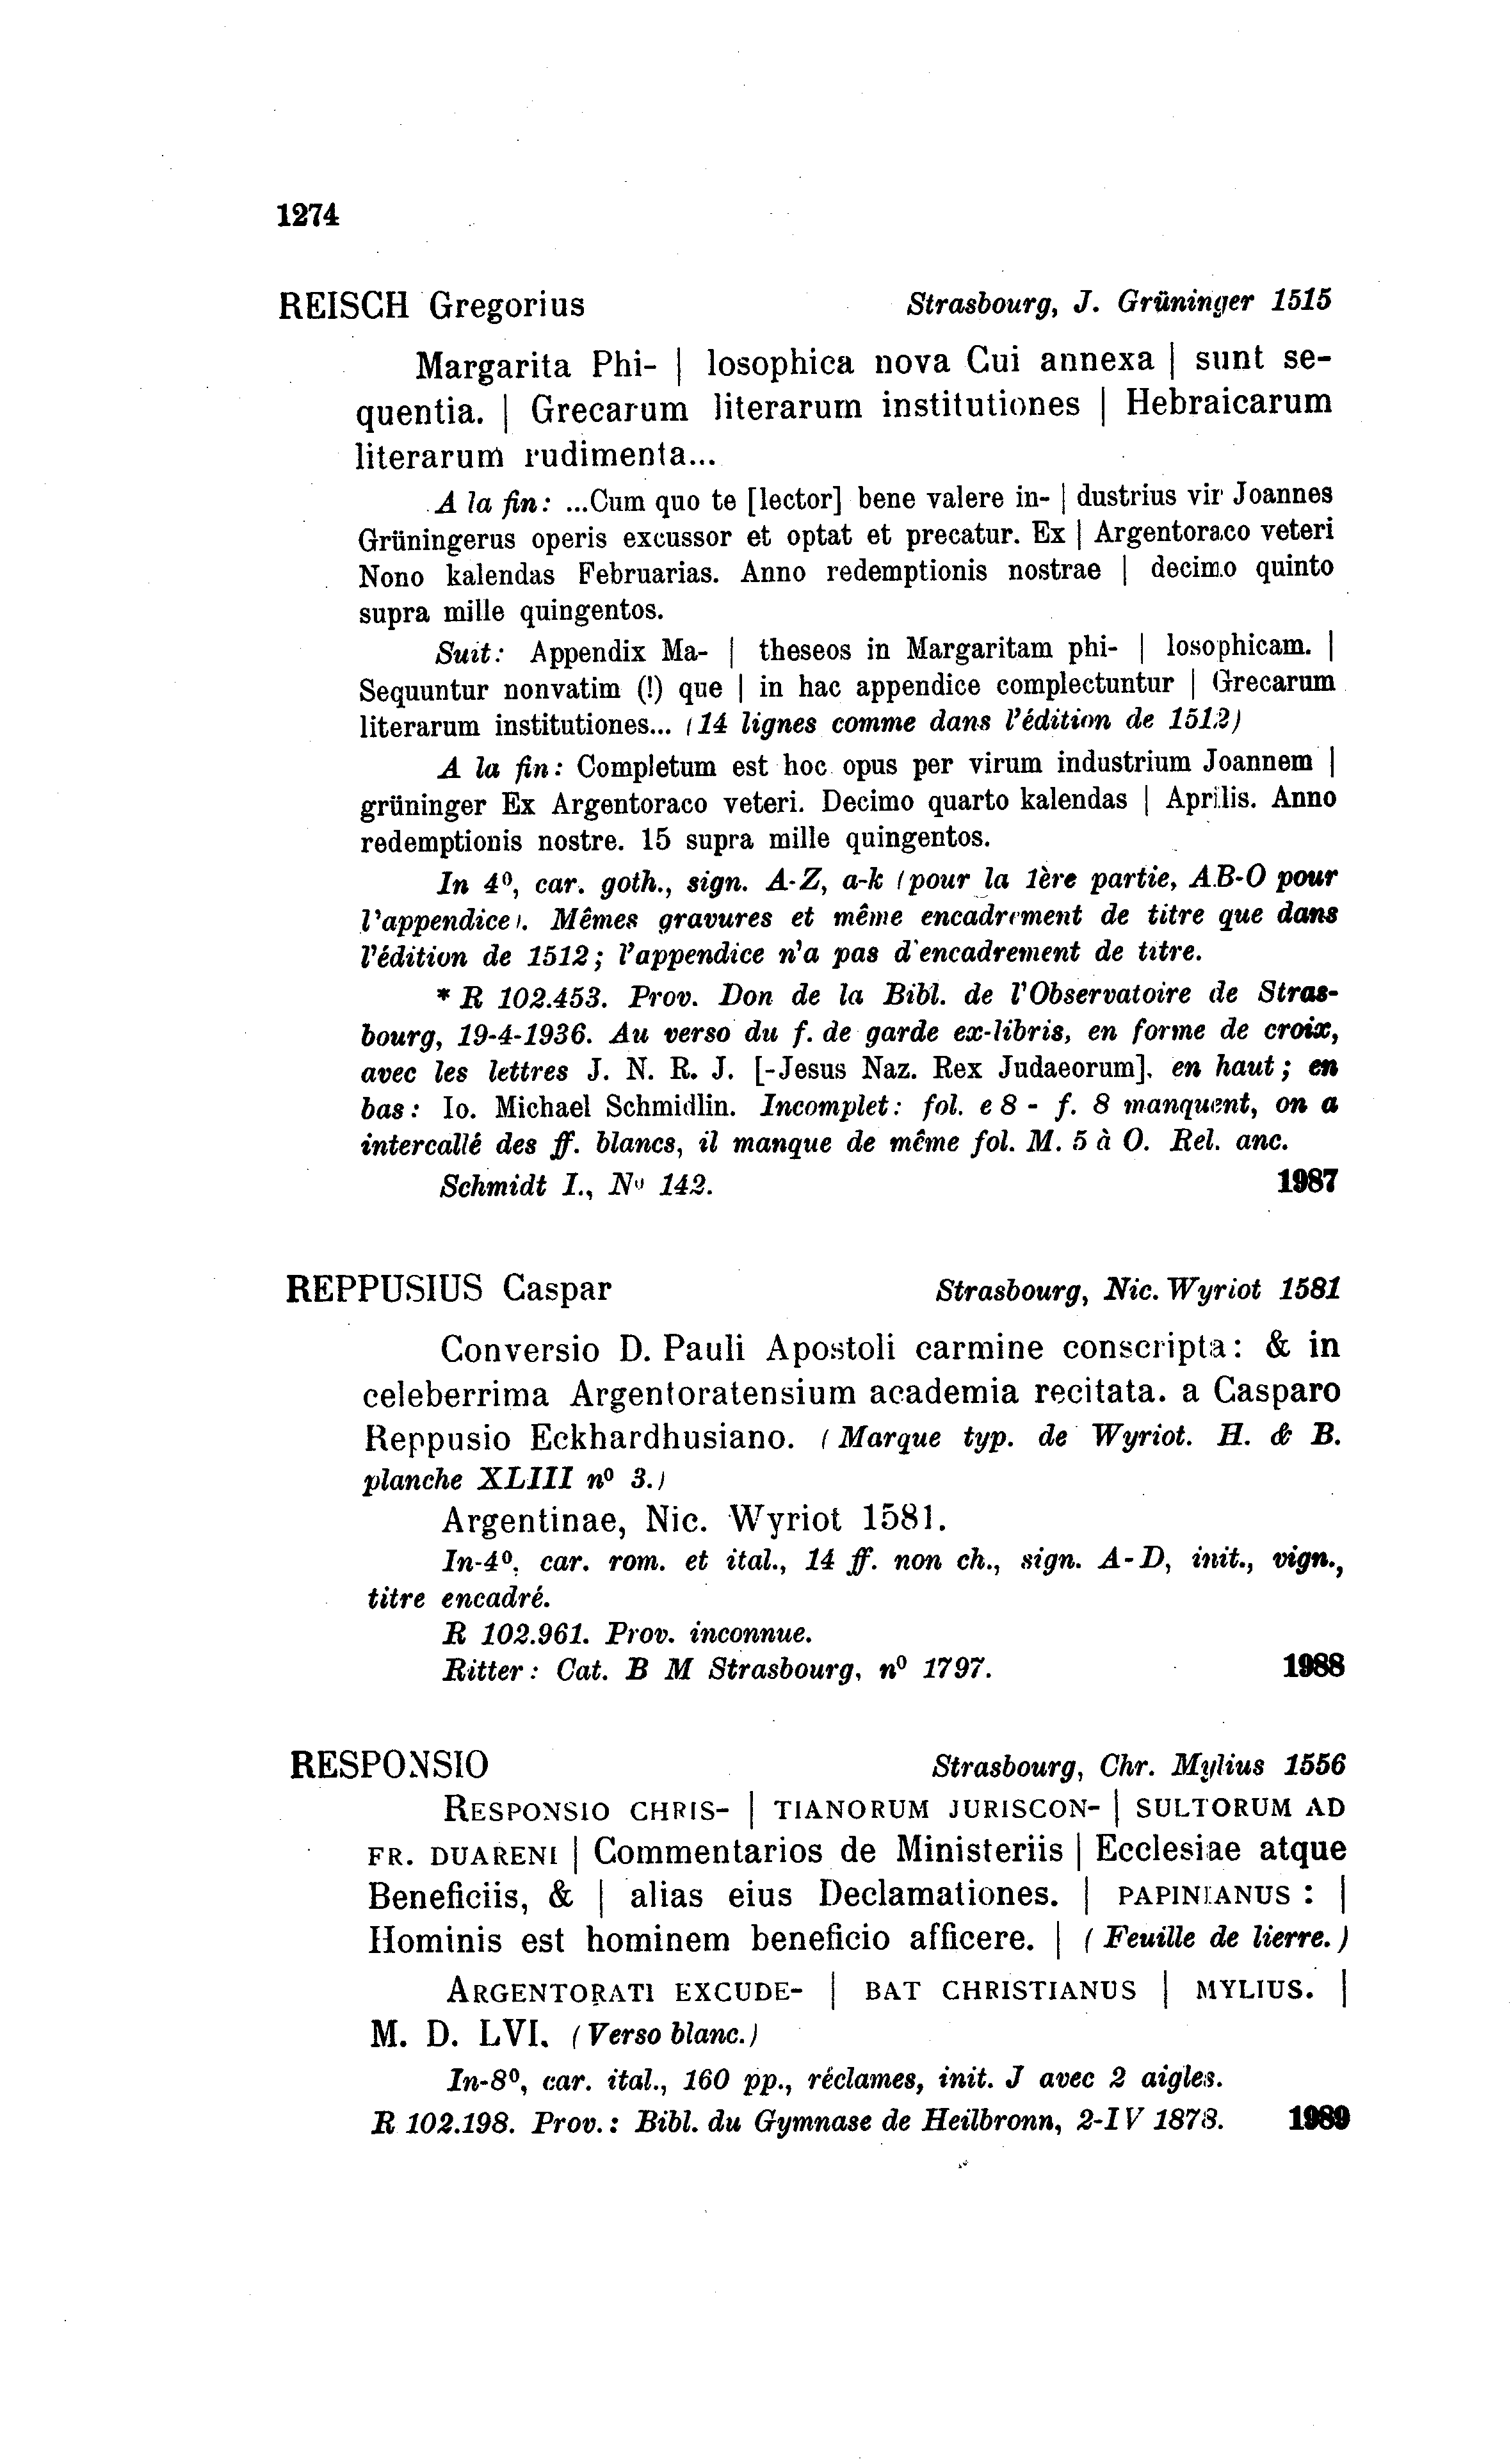 1274
REISCH Gregorius Strasbourg, J. Grüninger 1515
Margarita Phi- | losophica nova Cui annexa | sunt se-
quentia. | Grecarum literarum institutiones | Hebraicarum
literarum rudimenta...
A la fin: ...Cum quo te [lector] bene valere in- | dustrius vir Joannes
Grüningerus operis excussor et optat et precatur. Ex | Argentoraco veteri
Nono kalendas Februarias. Anno redemptionis nostrae | decimo quinto
supra mille quingentos.
Suit: Appendix Ma- | theseos in Margaritam phi- | losophicam. |
Sequuntur nonvatim (!) que | in hac appendice complectuntur | Grecarum
literarum institutiones... (14 lignes comme dans l'édition de 1512)
A la fin: Completum est hoc opus per virum industrium Joannem |
grüninger Ex Argentoraco veteri. Decimo quarto kalendas | Aprilis. Anno
redemptionis nostre. 15 supra mille quingentos.
In 4⁰, car. goth., sign. A-Z, a-k (pour la 1ère partie, A.B-O pour
l'appendice). Mêmes gravures et même encadrement de titre que dans
l'édition de 1512; l'appendice n'a pas d'encadrement de titre.
* R 102.453. Prov. Don de la Bibl. de l'Observatoire de Stras-
bourg, 19-4-1936. Au verso du f. de garde ex-libris, en forme de croix,
avec les lettres J. N. R. J. [-Jesus Naz. Rex Judaeorum], en haut; en
bas: Io. Michael Schmidlin. Incomplet: fol. e 8 - f. 8 manquent, on a
intercallé des ff. blancs, il manque de même fol. M. 5 à O. Rel. anc.
Schmidt I., Nº 142. 1987
REPPUSIUS Caspar Strasbourg, Nic. Wyriot 1581
Conversio D. Pauli Apostoli carmine conscripta: & in
celeberrima Argentoratensium academia recitata. a Casparo
Reppusio Eckhardhusiano. (Marque typ. de Wyriot. H. & B.
planche XLIII n⁰ 3.)
Argentinae, Nic. Wyriot 1581.
In-4⁰, car. rom. et ital., 14 ff. non ch., sign. A-D, init., vign.,
titre encadré.
R 102.961. Prov. inconnue.
Ritter: Cat. B M Strasbourg, n⁰ 1797. 1988
RESPONSIO Strasbourg, Chr. Mylius 1556
RESPONSIO CHRIS- | TIANORUM JURISCON- | SULTORUM AD
FR. DUARENI | Commentarios de Ministeriis | Ecclesiae atque
Beneficiis, & | alias eius Declamationes. | PAPINIANUS : |
Hominis est hominem beneficio afficere. | (Feuille de lierre.)
ARGENTORATI EXCUDE- | BAT CHRISTIANUS | MYLIUS. |
M. D. LVI. (Verso blanc.)
In-8⁰, car. ital., 160 pp., réclames, init. J avec 2 aigles.
R 102.198. Prov.: Bibl. du Gymnase de Heilbronn, 2-IV 1878. 1989